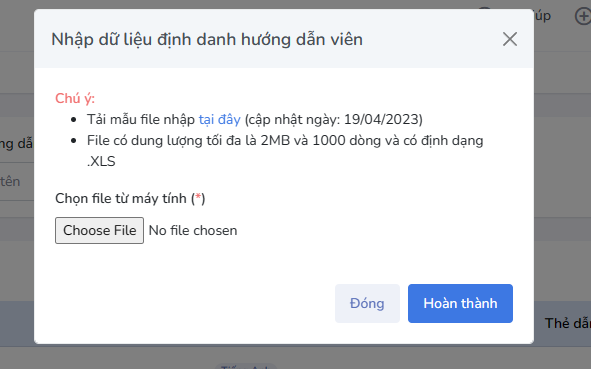 úp
Nhập dữ liệu định danh hướng dẫn viên
Chú ý:
Tải mẫu file nhập tại đây (cập nhật ngày: 19/04/2023)
File có dung lượng tối đa là 2MB và 1000 dòng và có định dạng
.XLS
ng dẫ
tên
Chọn file từ máy tính (*)
Choose File No file chosen
Đóng Hoàn thành
Thẻ dẫn